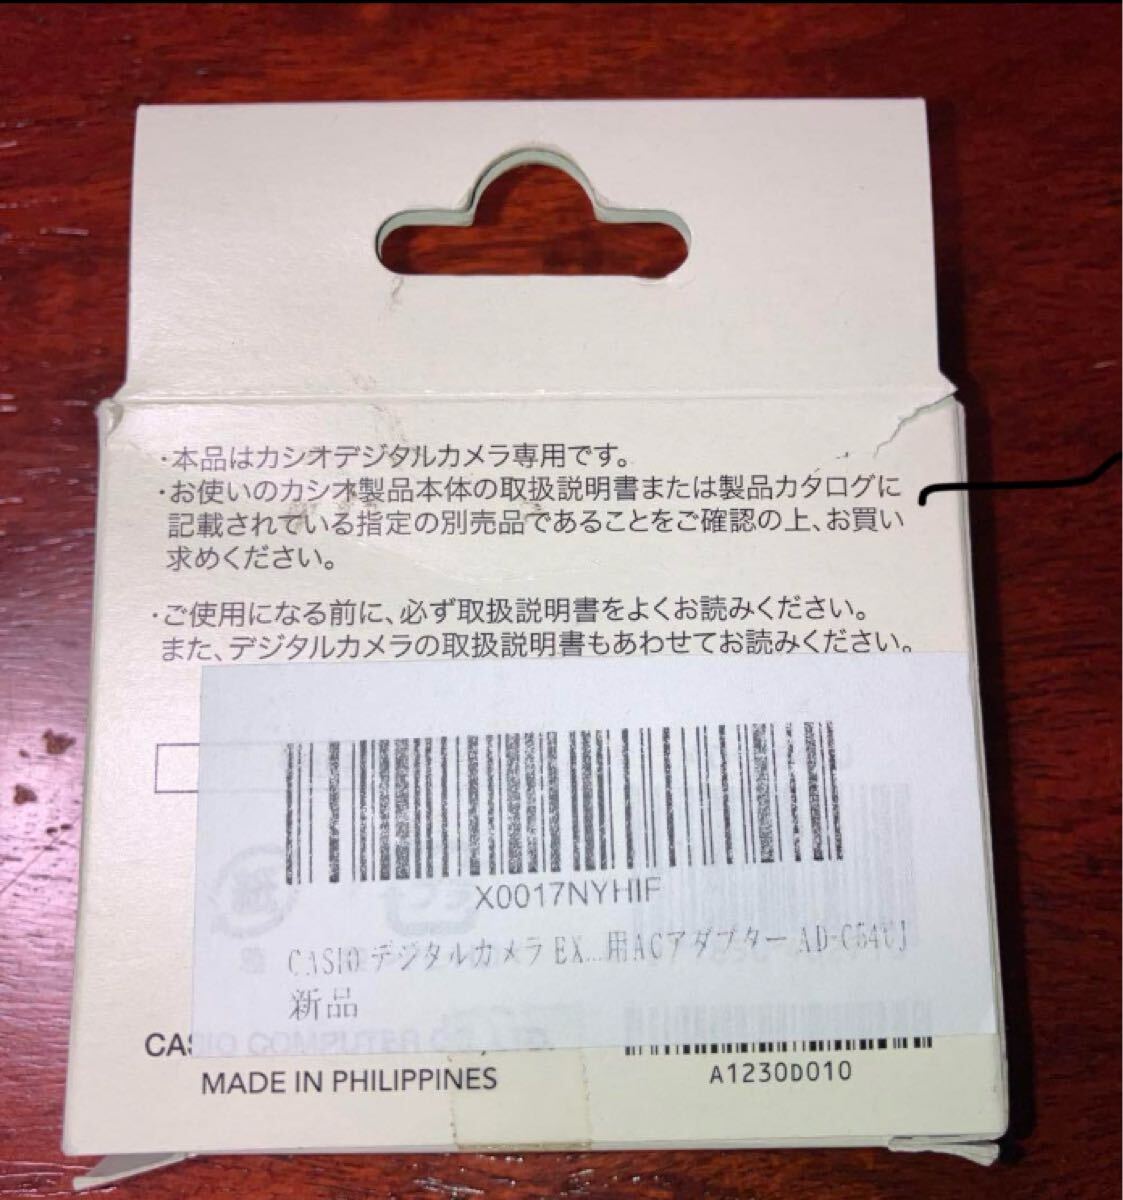 ・本品はカシオデジタルカメラ専用です。
・お使いのカシオ製品本体の取扱説明書または製品カタログに
記載されている指定の別売品であることをご確認の上、お買い
求めください。
・ご使用になる前に、必ず取扱説明書をよくお読みください。
また、デジタルカメラの取扱説明書もあわせてお読みください。
X0017NYHIF
CASIO デジタルカメラ EX...用ACアダプター AD-C54UJ
新品
紙
CASIO COMPUTER CO., LTD.
MADE IN PHILIPPINES
A1230D010